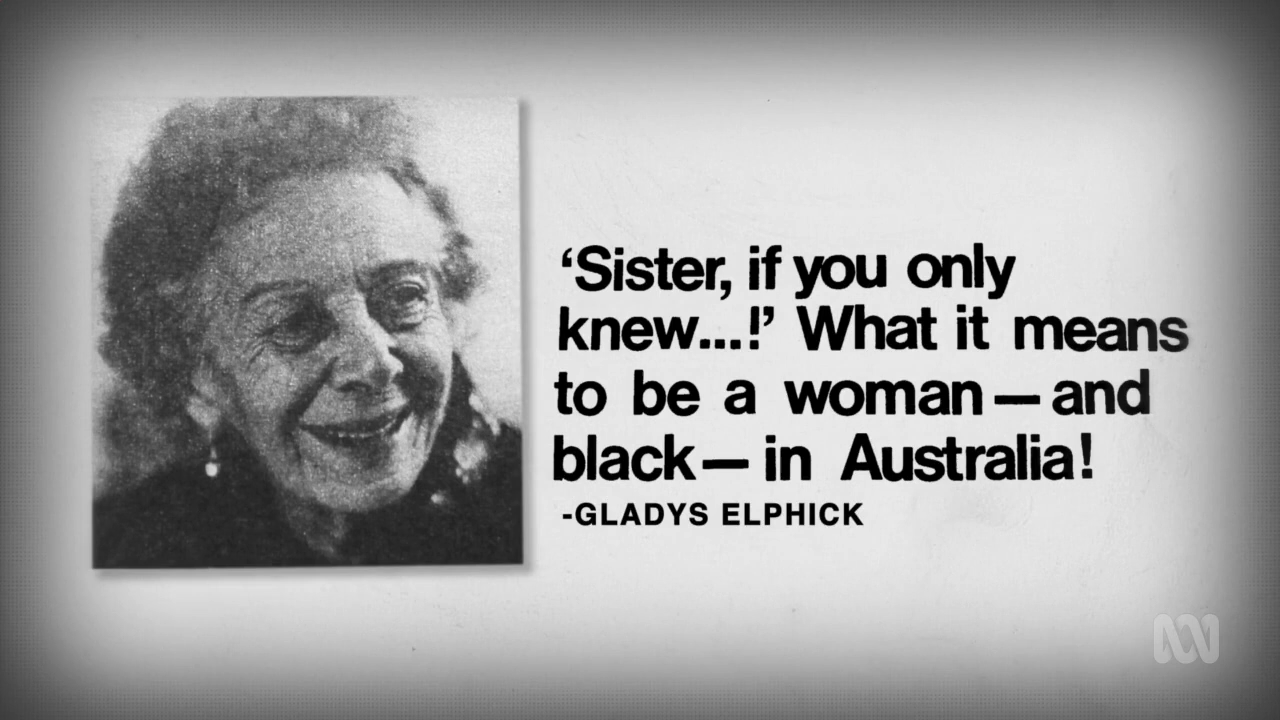 ‘Sister, if you only
knew...!’ What it means
to be a woman—and
black—in Australia!
-GLADYS ELPHICK